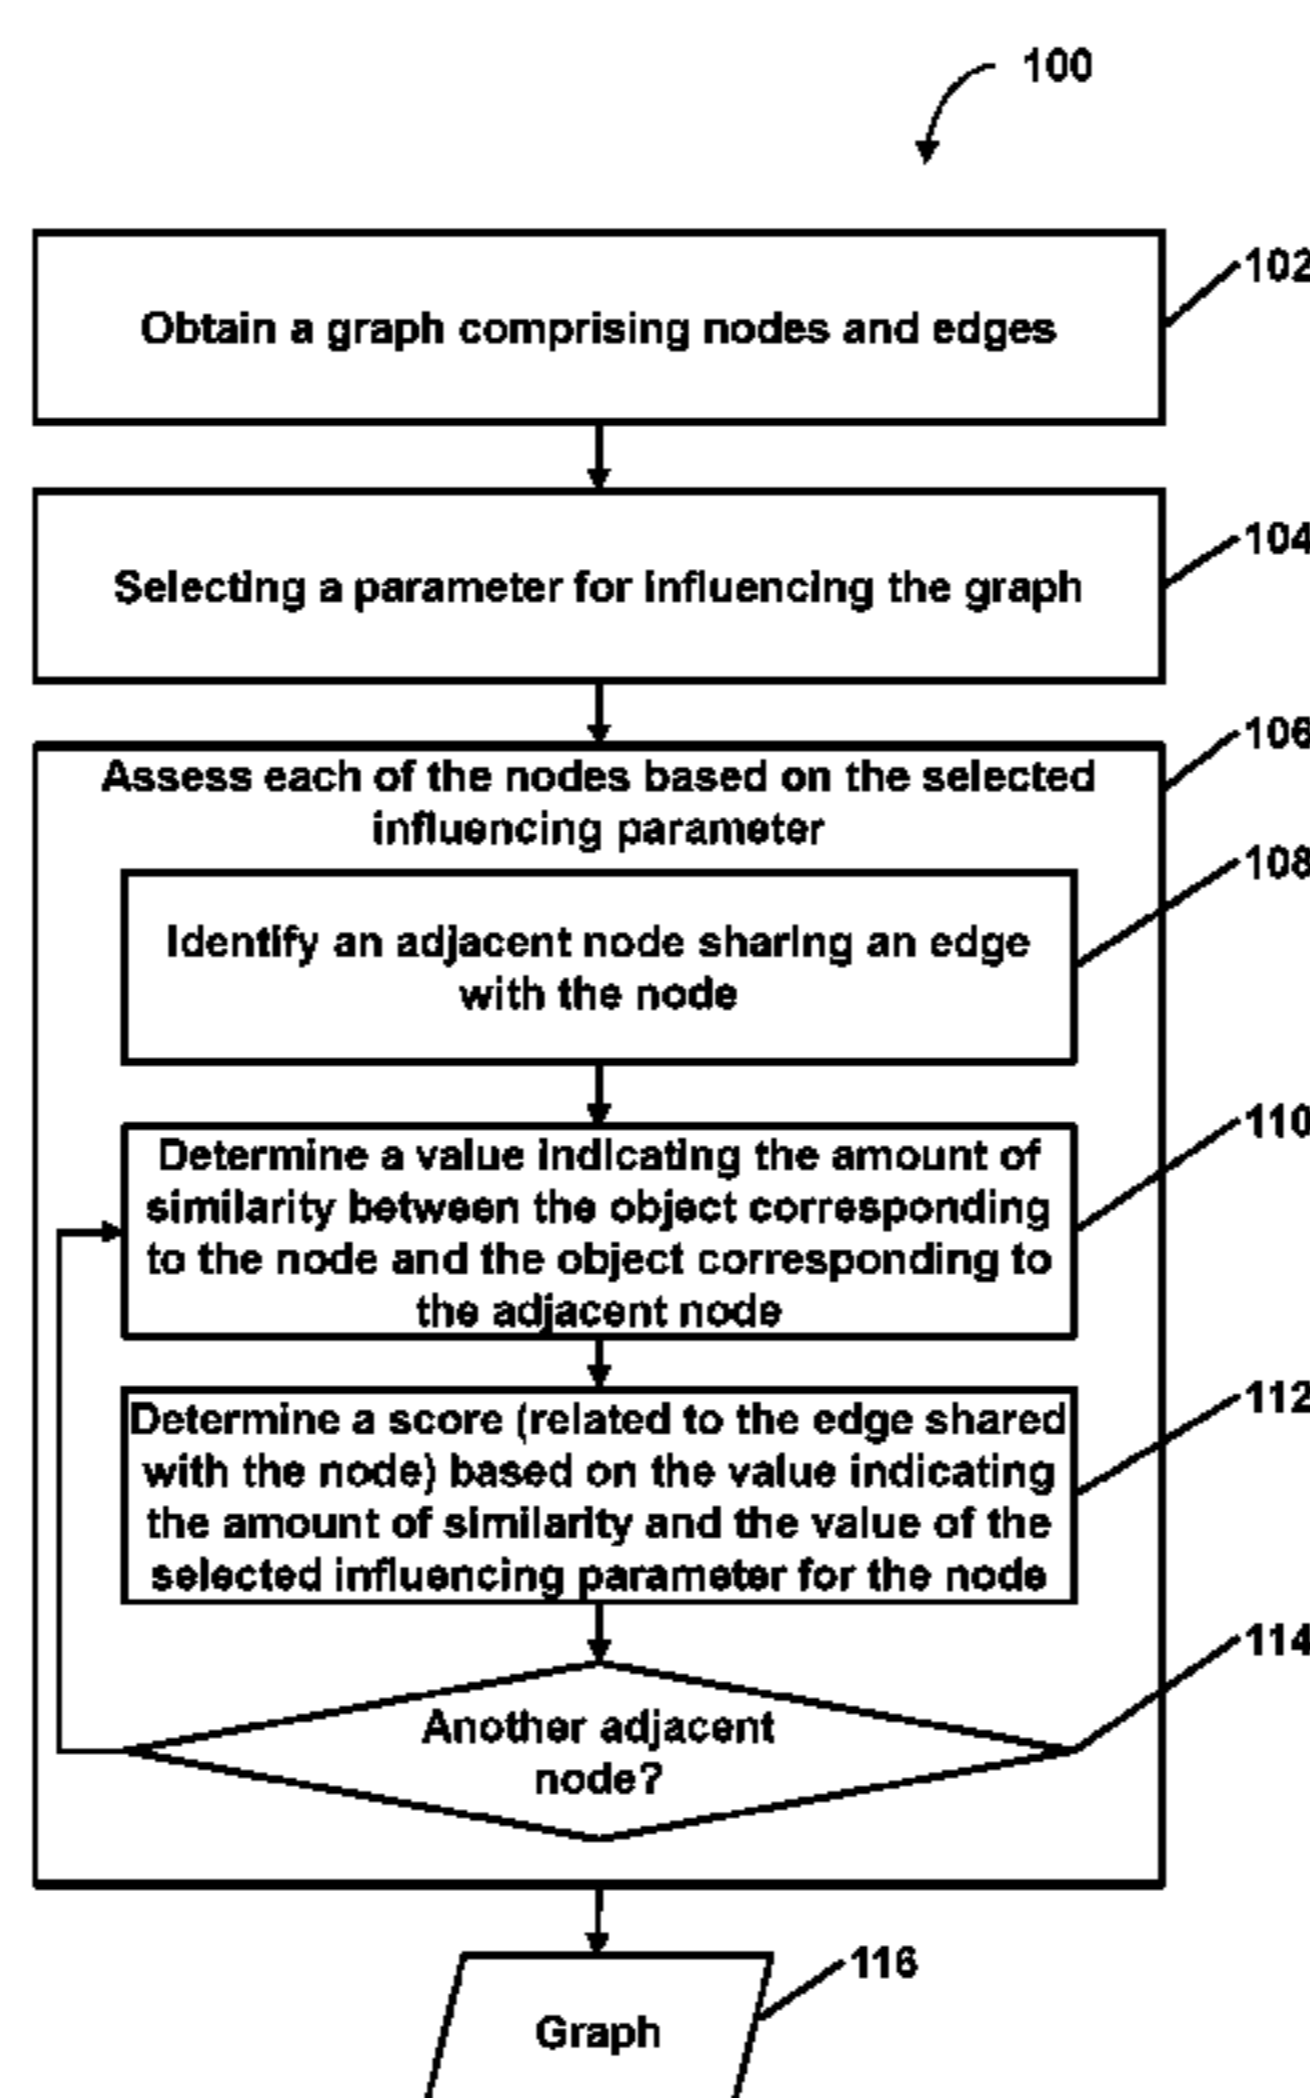 100
102
Obtain a graph comprising nodes and edges
104
Selecting a parameter for influencing the graph
106
Assess each of the nodes based on the selected
influencing parameter
108
Identify an adjacent node sharing an edge
with the node
110
Determine a value indicating the amount of
similarity between the object corresponding
to the node and the object corresponding to
the adjacent node
112
Determine a score (related to the edge shared
with the node) based on the value indicating
the amount of similarity and the value of the
selected influencing parameter for the node
114
Another adjacent
node?
116
Graph